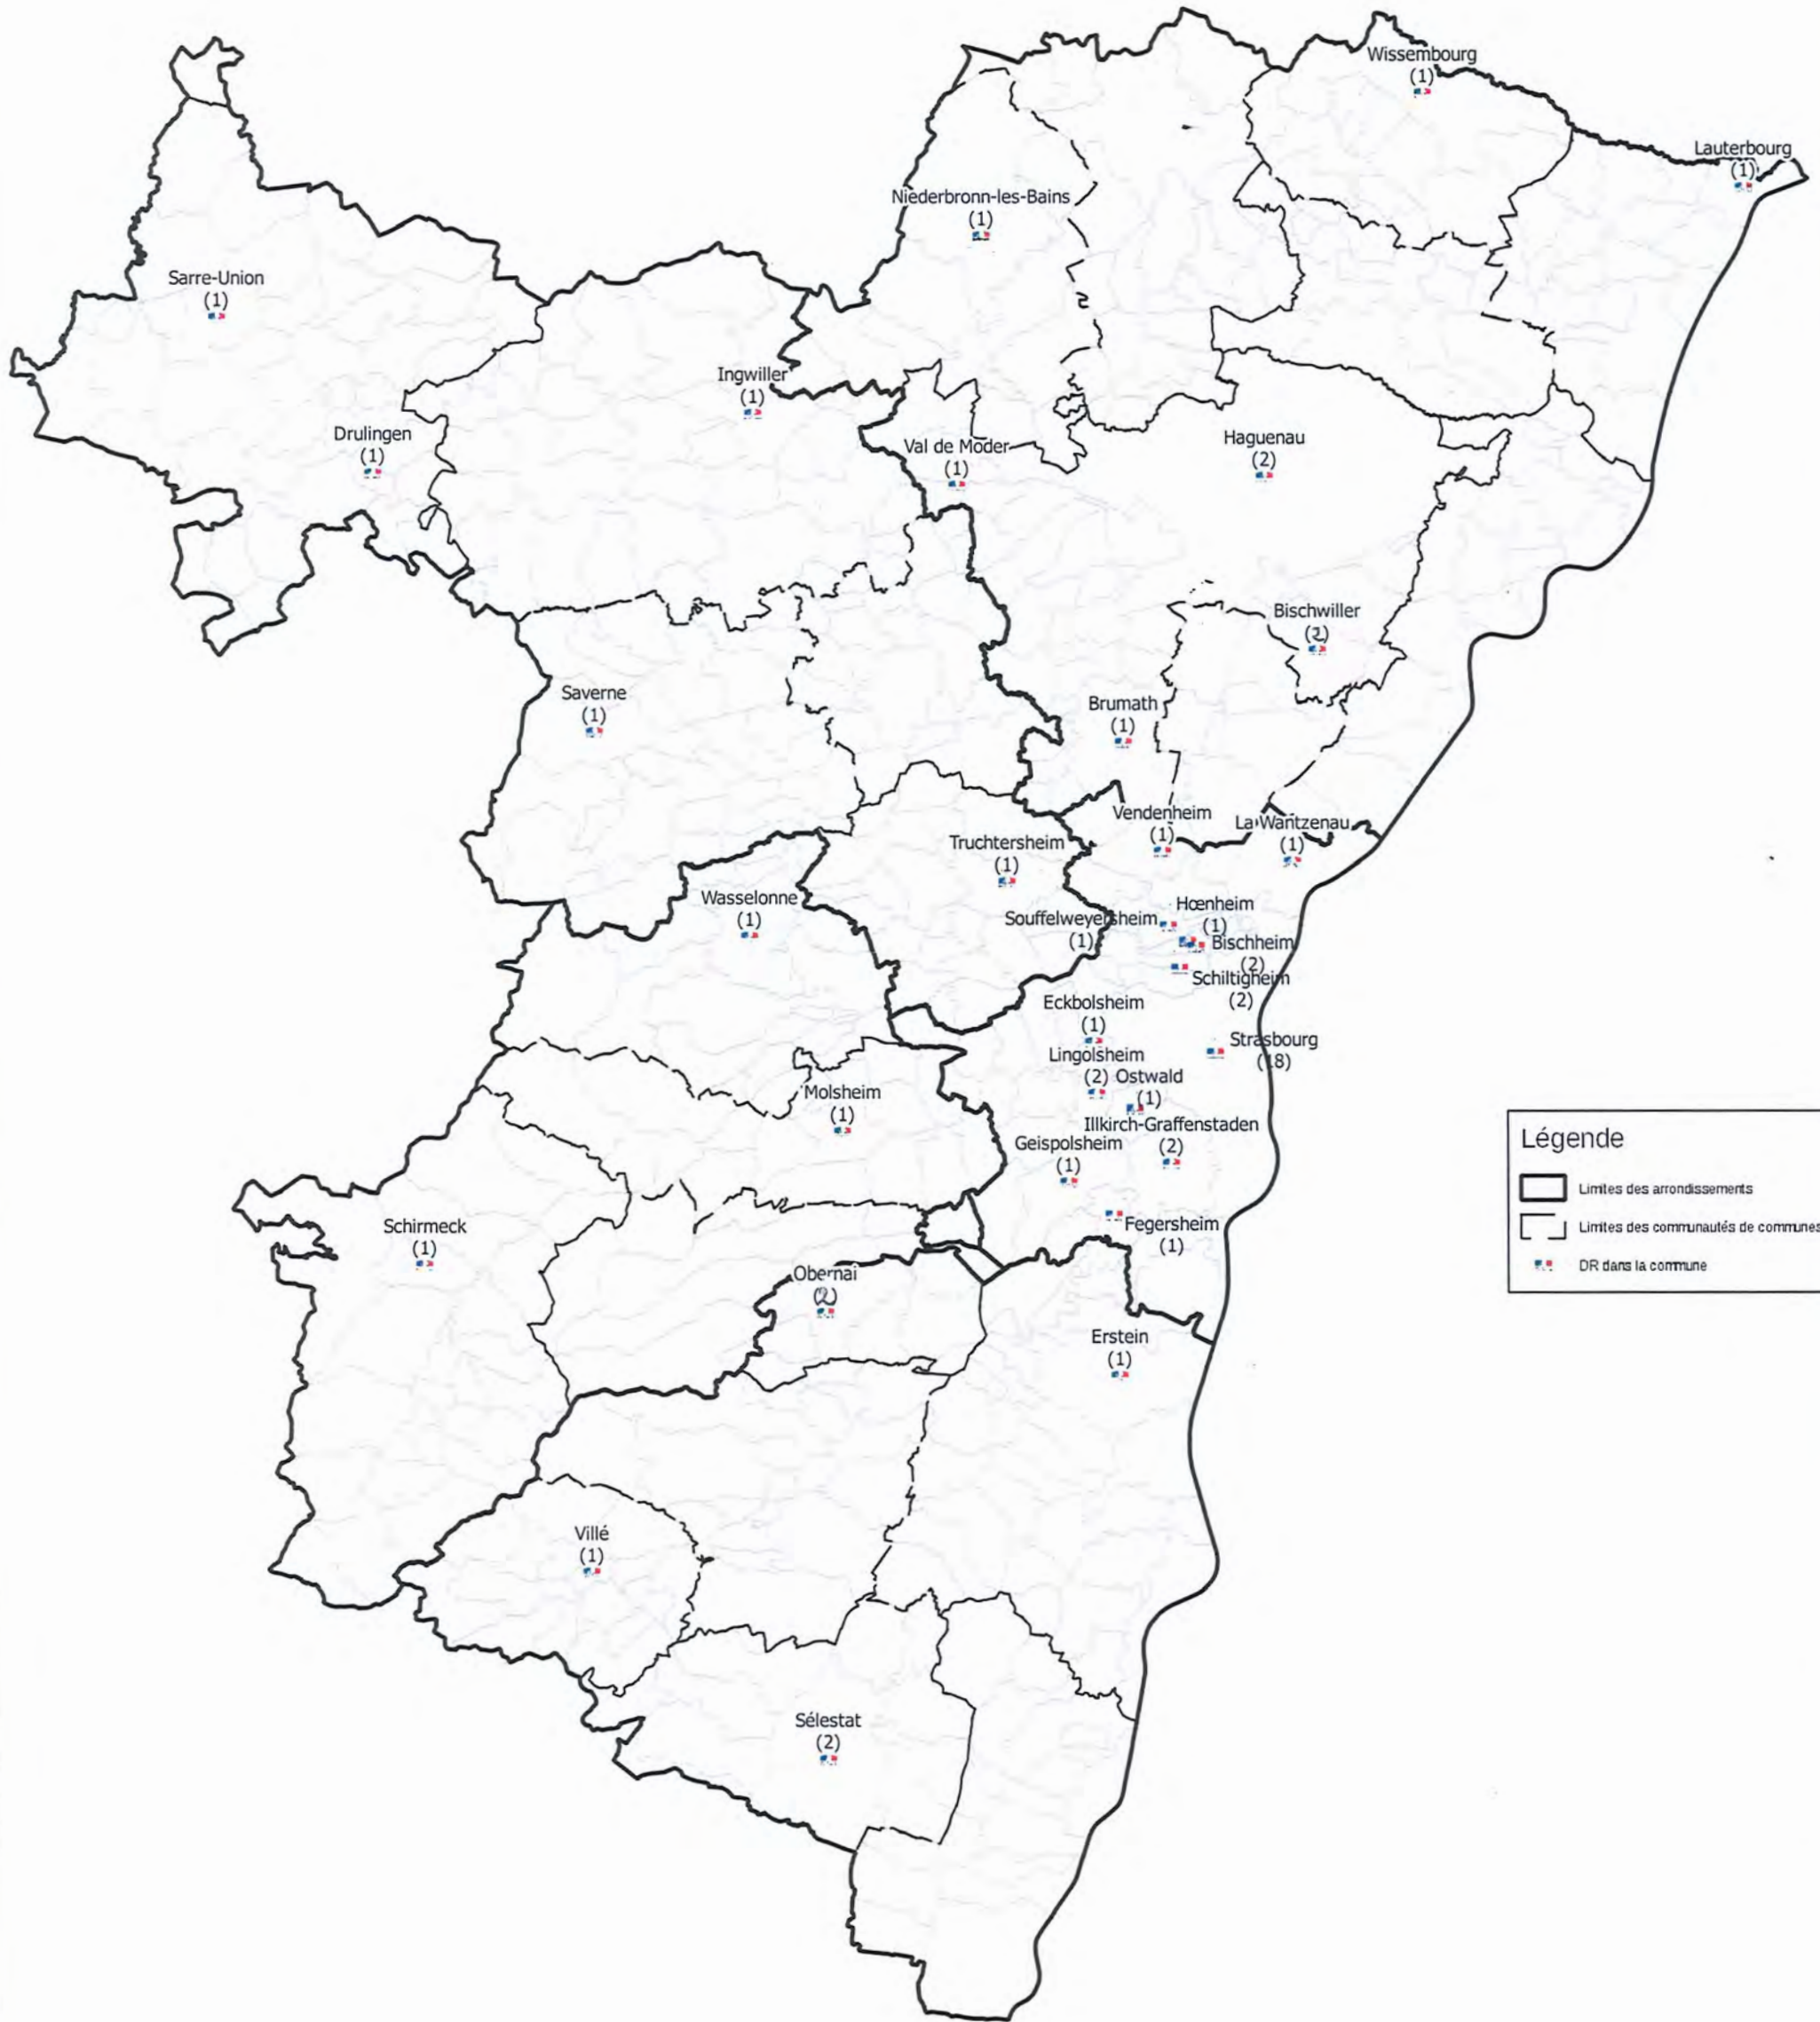 Wissembourg
(1)
Lauterbourg
(1)
Niederbronn-les-Bains
(1)
Sarre-Union
(1)
Ingwiller
(1)
Drulingen
(1)
Val de Moder
(1)
Haguenau
(2)
Bischwiller
(2)
Saverne
(1)
Brumath
(1)
Vendenheim
(1)
La Wantzenau
(1)
Truchtersheim
(1)
Wasselonne
(1)
Hœnheim
(1)
Souffelweyersheim
(1)
Bischheim
(2)
Schiltigheim
(2)
Eckbolsheim
(1)
Strasbourg
(18)
Lingolsheim
(2)
Ostwald
(1)
Molsheim
(1)
Illkirch-Graffenstaden
(2)
Geispolsheim
(1)
Légende
Limites des arrondissements
Limites des communautés de communes
DR dans la commune
Schirmeck
(1)
Fegersheim
(1)
Obernai
(2)
Erstein
(1)
Villé
(1)
Sélestat
(2)